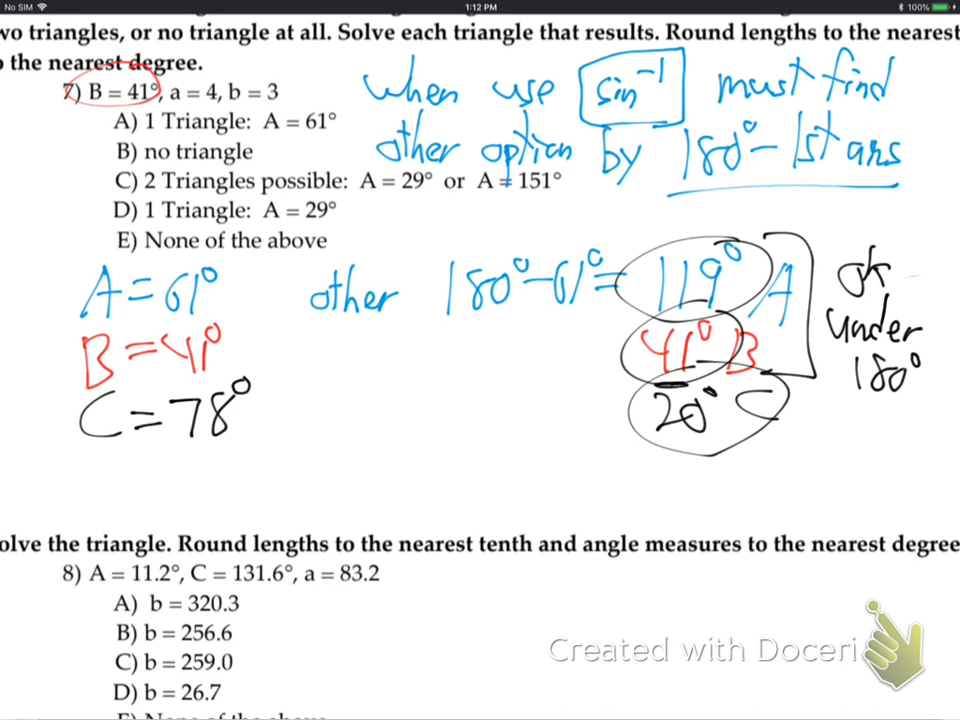 No SIM 1:12 PM 100%
wo triangles, or no triangle at all. Solve each triangle that results. Round lengths to the nearest
the nearest degree.
7) B = 41°, a = 4, b = 3
when use sin⁻¹ must find
A) 1 Triangle: A = 61°
B) no triangle
other option by 180° - 1st ans
C) 2 Triangles possible: A = 29° or A = 151°
D) 1 Triangle: A = 29°
E) None of the above
A = 61° other 180° - 61° = 119° A ok
B = 41° 41° B under
C = 78° 20° C 180°
olve the triangle. Round lengths to the nearest tenth and angle measures to the nearest degree
8) A = 11.2°, C = 131.6°, a = 83.2
A) b = 320.3
B) b = 256.6
Created with Doceri
C) b = 259.0
D) b = 26.7